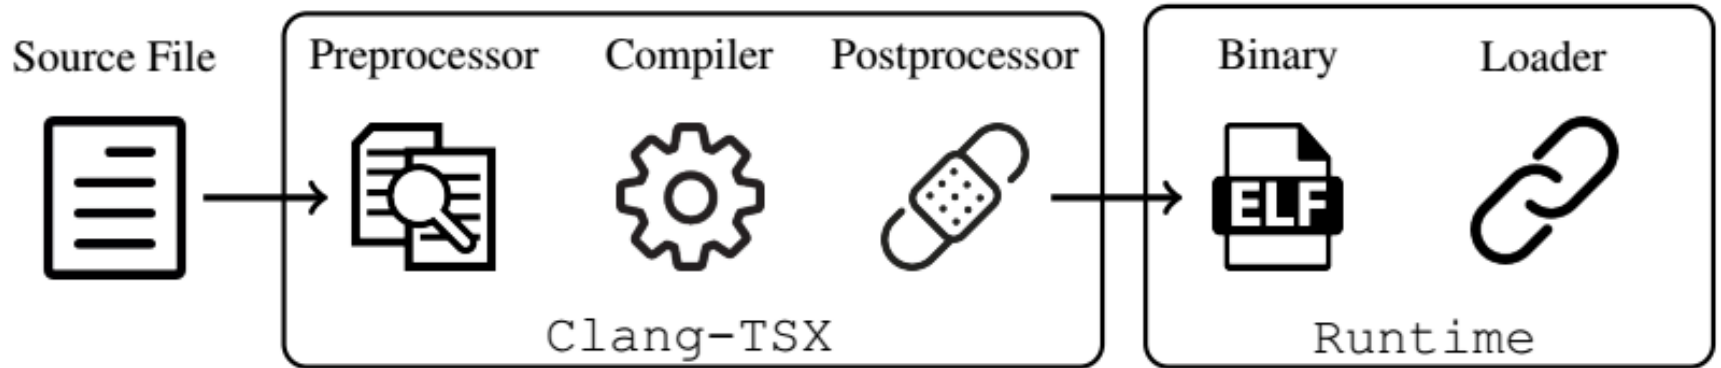 Source File
Preprocessor
Compiler
Postprocessor
Binary
Loader
ELF
Clang-TSX
Runtime